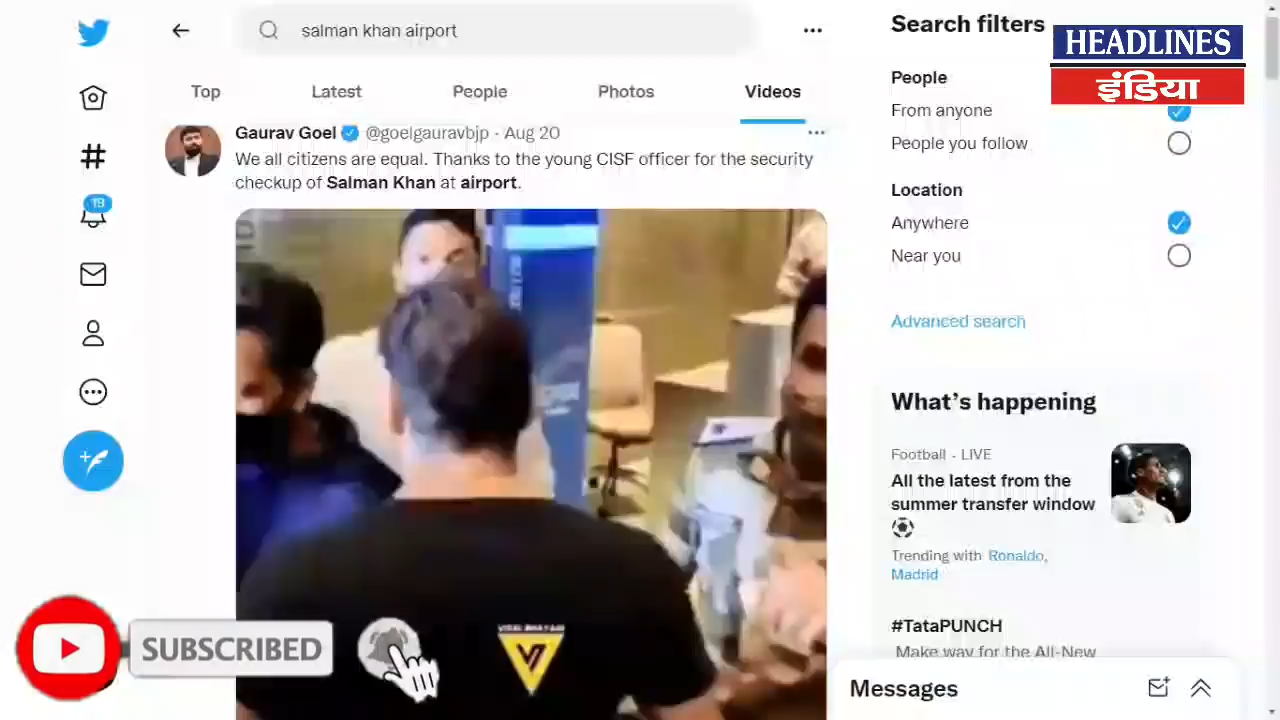 salman khan airport
Search filters
HEADLINES
इंडिया
Top
Latest
People
Photos
Videos
People
From anyone
People you follow
Gaurav Goel @goelgauravbjp · Aug 20
We all citizens are equal. Thanks to the young CISF officer for the security
checkup of Salman Khan at airport.
Location
Anywhere
Near you
19
Advanced search
What's happening
Football · LIVE
All the latest from the
summer transfer window
Trending with Ronaldo,
Madrid
#TataPUNCH
Make way for the All-New
SUBSCRIBED
Messages